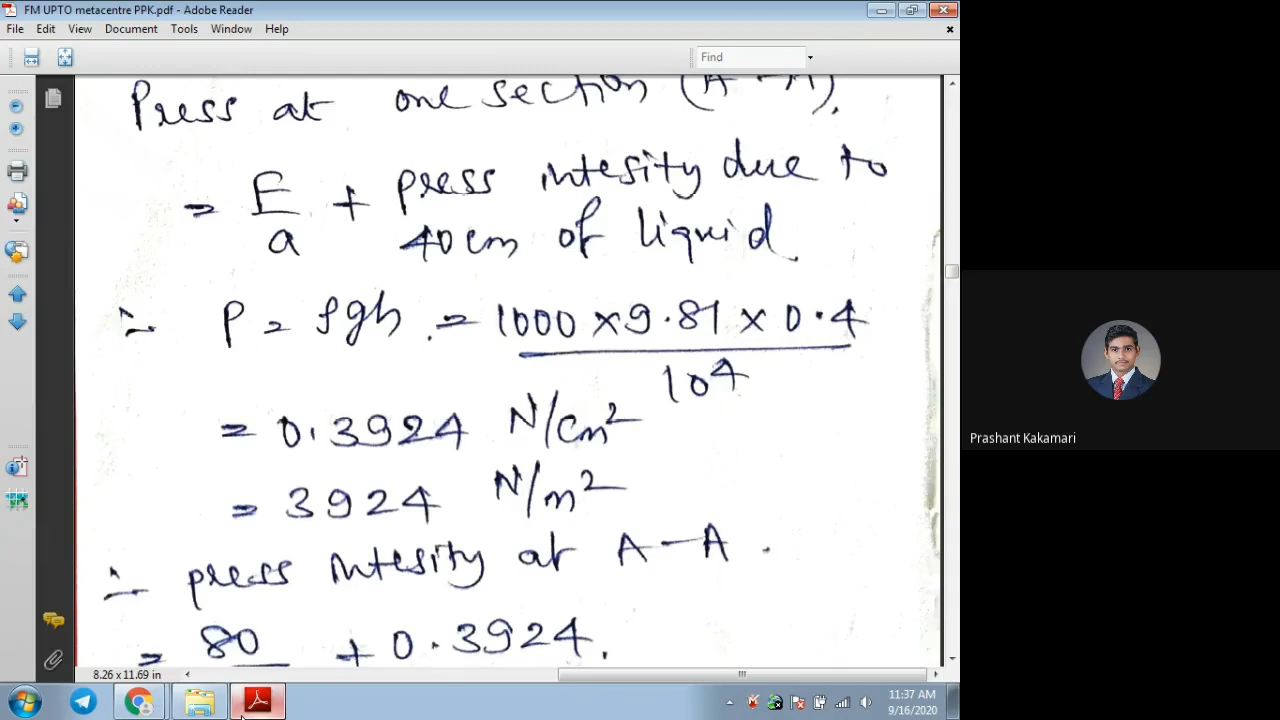 FM UPTO metacentre PPK.pdf - Adobe Reader
File Edit View Document Tools Window Help
Find
Press at one section (A-A).
= F/a + press intesity due to
40cm of liquid
∴ P = ρgh. = 1000 × 9.81 × 0.4
10⁴
= 0.3924 N/cm²
= 3924 N/m²
∴ press intesity at A-A.
= 80 + 0.3924.
8.26 x 11.69 in
Prashant Kakamari
11:37 AM
9/16/2020